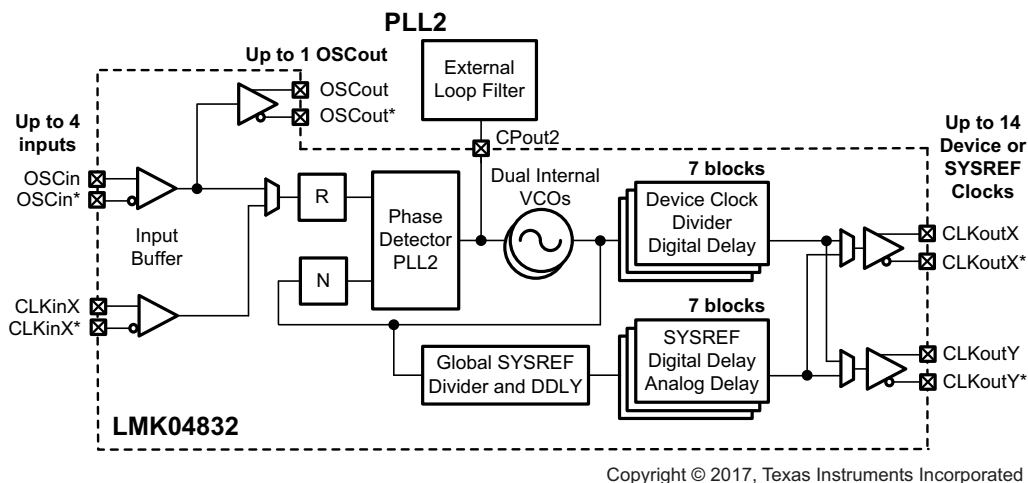 PLL2
Up to 1 OSCout
External
Loop Filter
OSCout
OSCout*
Up to 4
inputs
CPout2
Up to 14
Device or
SYSREF
Clocks
OSCin
OSCin*
Input
Buffer
R
N
Phase
Detector
PLL2
Dual Internal
VCOs
7 blocks
Device Clock
Divider
Digital Delay
CLKoutX
CLKoutX*
CLKinX
CLKinX*
7 blocks
Global SYSREF
Divider and DDLY
SYSREF
Digital Delay
Analog Delay
CLKoutY
CLKoutY*
LMK04832
Copyright © 2017, Texas Instruments Incorporated